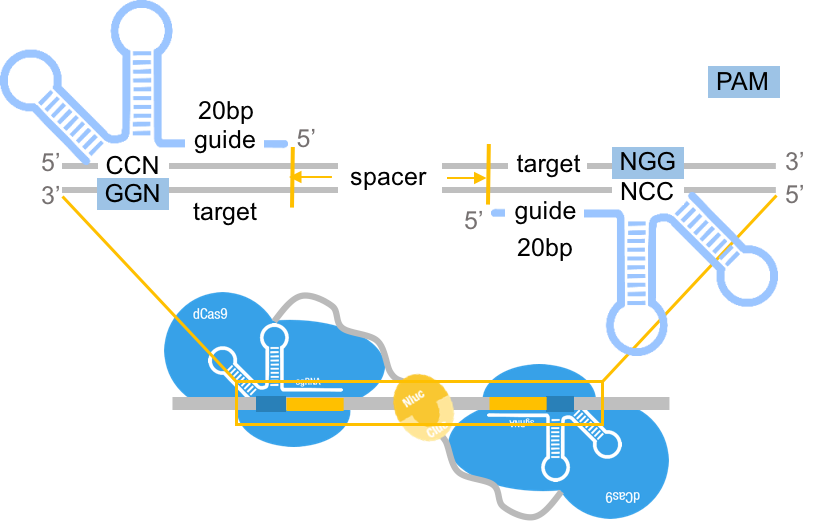 PAM
20bp
guide
5’
5’
CCN
spacer
target
NGG
3’
3’
GGN
target
NCC
5’
5’
guide
20bp
dCas9
sgRNA
Nluc
Cluc
sgRNA
dCas9